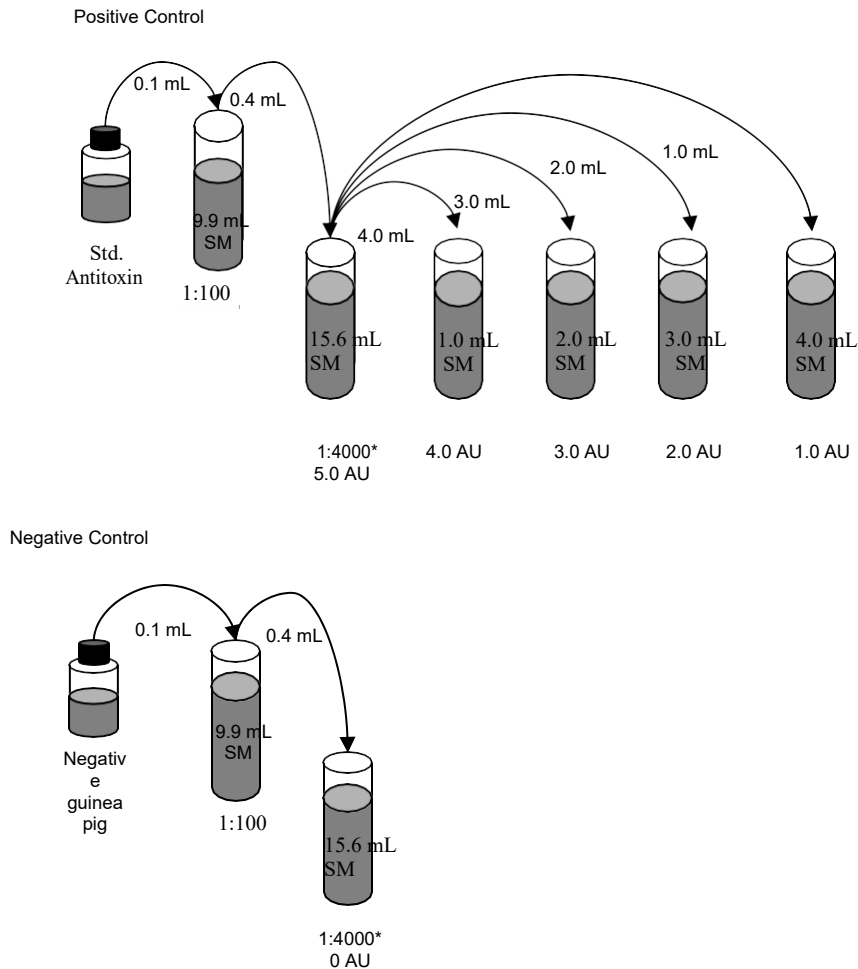 Positive Control
0.1 mL
0.4 mL
1.0 mL
2.0 mL
3.0 mL
4.0 mL
9.9 mL
SM
Std.
Antitoxin
1:100
15.6 mL
SM
1.0 mL
SM
2.0 mL
SM
3.0 mL
SM
4.0 mL
SM
1:4000*
5.0 AU
4.0 AU
3.0 AU
2.0 AU
1.0 AU
Negative Control
0.1 mL
0.4 mL
9.9 mL
SM
Negativ
e
guinea
pig
1:100
15.6 mL
SM
1:4000*
0 AU